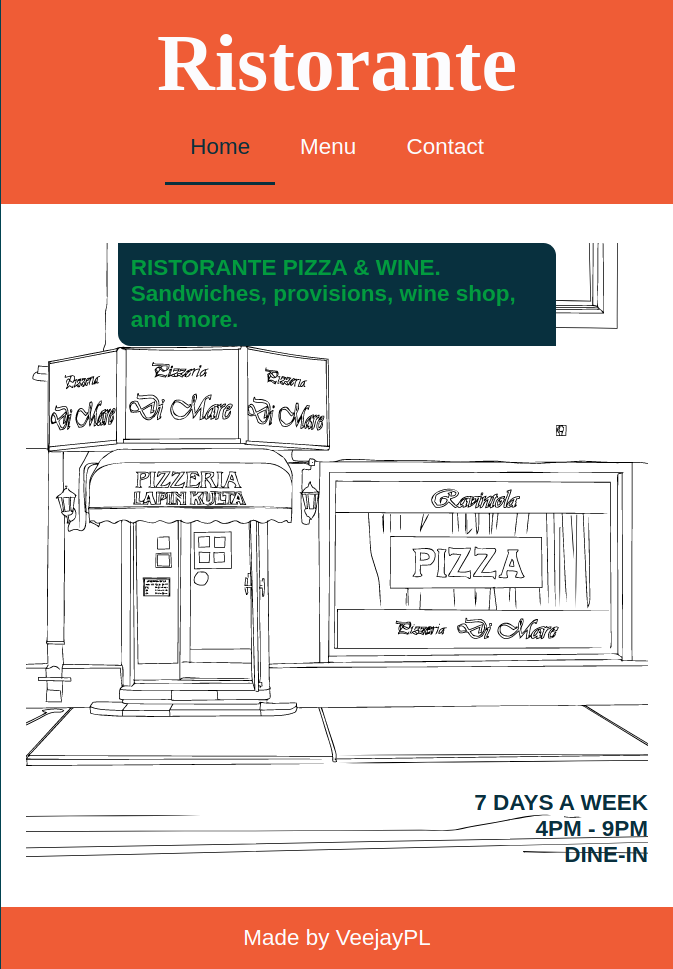 Ristorante
Home Menu Contact
RISTORANTE PIZZA & WINE.
Sandwiches, provisions, wine shop,
and more.
Pizzeria Pizzeria Pizzeria
Di Mare Di Mare Di Mare
PIZZERIA
LAPIN KULTA
Ravintola
PIZZA
Pizzeria Di Mare
7 DAYS A WEEK
4PM - 9PM
DINE-IN
Made by VeejayPL